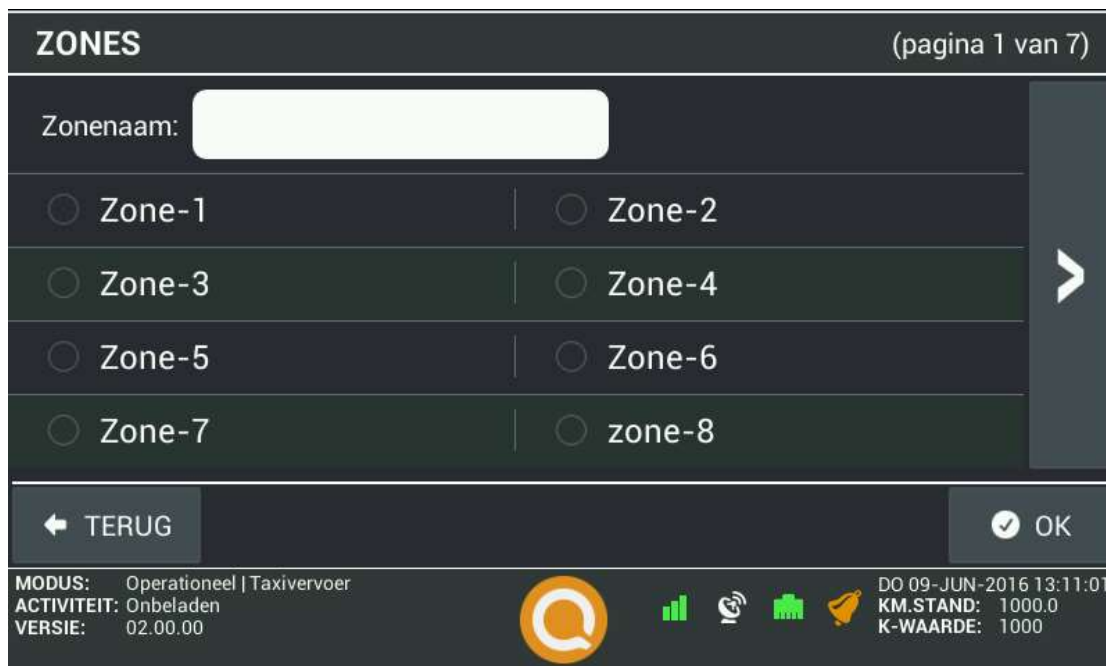 ZONES (pagina 1 van 7)
Zonenaam:
Zone-1 Zone-2
Zone-3 Zone-4
Zone-5 Zone-6
Zone-7 zone-8
TERUG OK
MODUS: Operationeel | Taxivervoer
ACTIVITEIT: Onbeladen
VERSIE: 02.00.00
DO 09-JUN-2016 13:11:01
KM.STAND: 1000.0
K-WAARDE: 1000